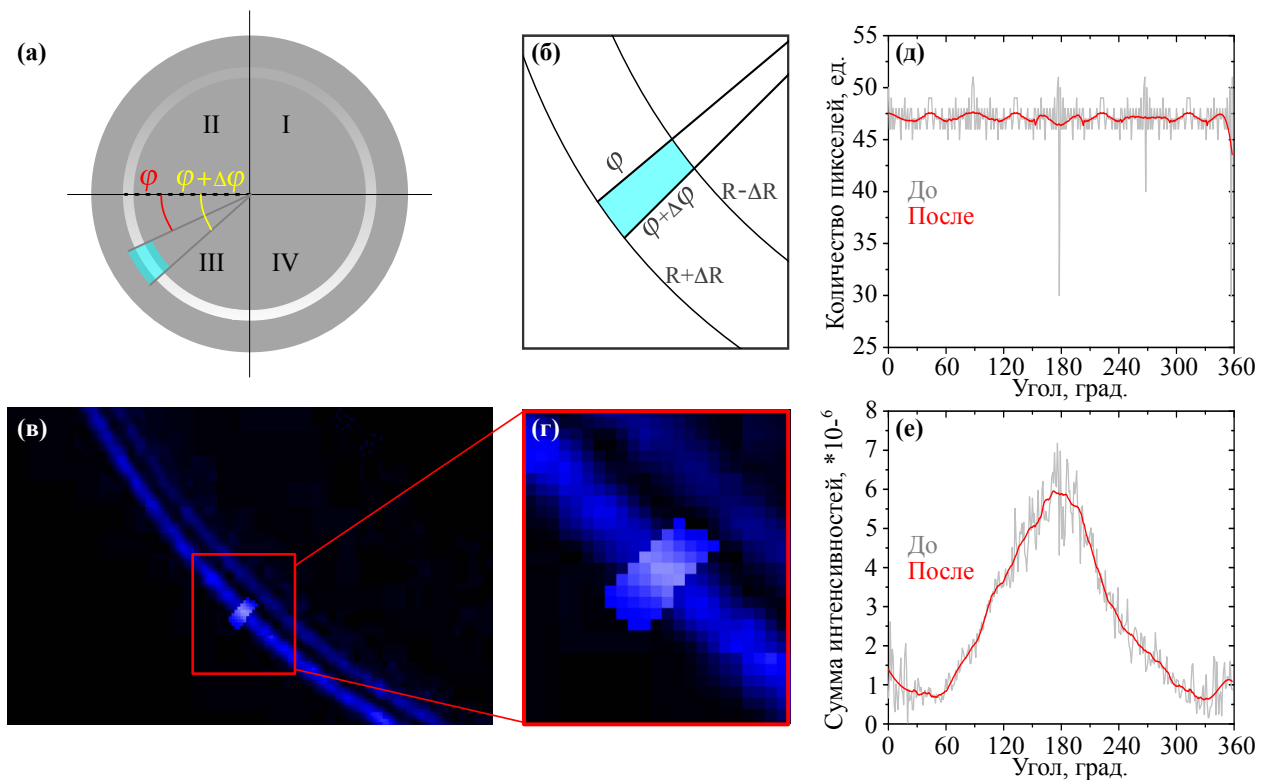 (а)
II
I
φ
φ+Δφ
III
IV
(б)
φ
φ+Δφ
R−ΔR
R+ΔR
(в)
(г)
(д)
Количество пикселей, ед.
55
50
45
40
35
30
25
До
После
0
60
120
180
240
300
360
Угол, град.
(е)
Сумма интенсивностей, *10-⁶
8
7
6
5
4
3
2
1
0
До
После
0
60
120
180
240
300
360
Угол, град.